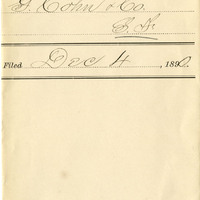 Cohn & Co.
Filed Dec 4, 1890.